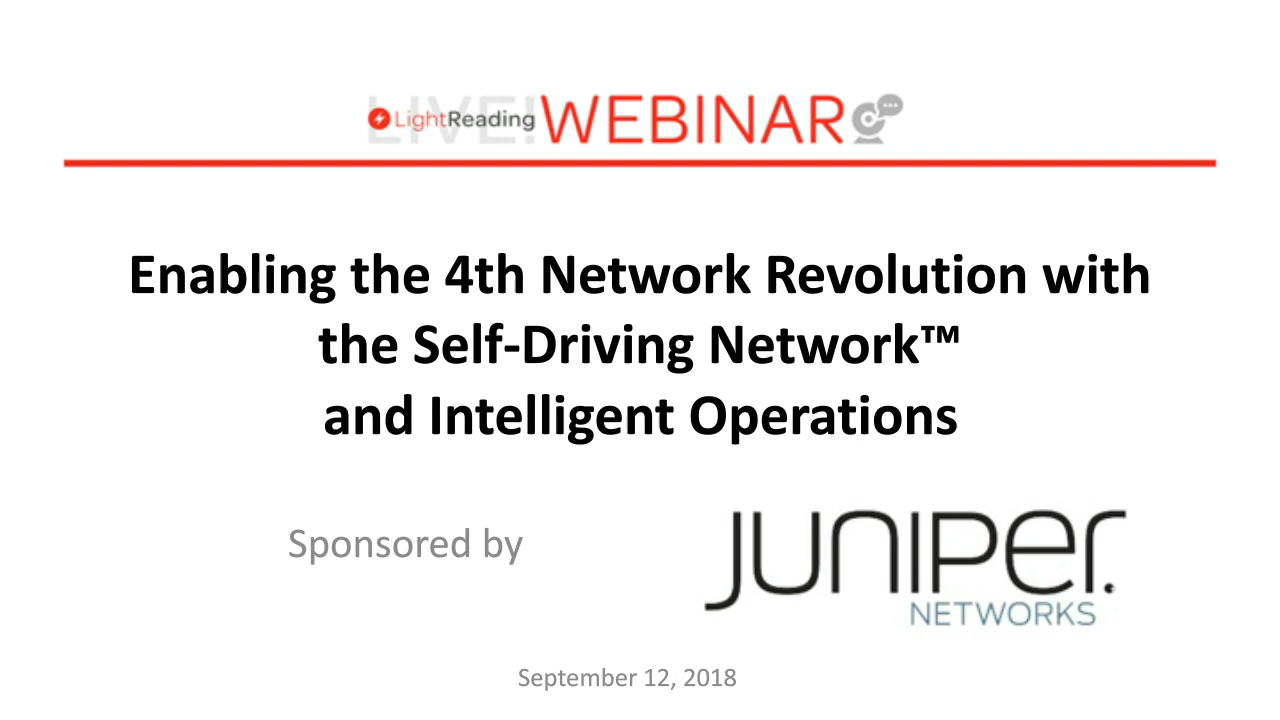 LIVE! LightReading WEBINAR
Enabling the 4th Network Revolution with
the Self-Driving Network™
and Intelligent Operations
Sponsored by
JUNIPEr
NETWORKS
September 12, 2018